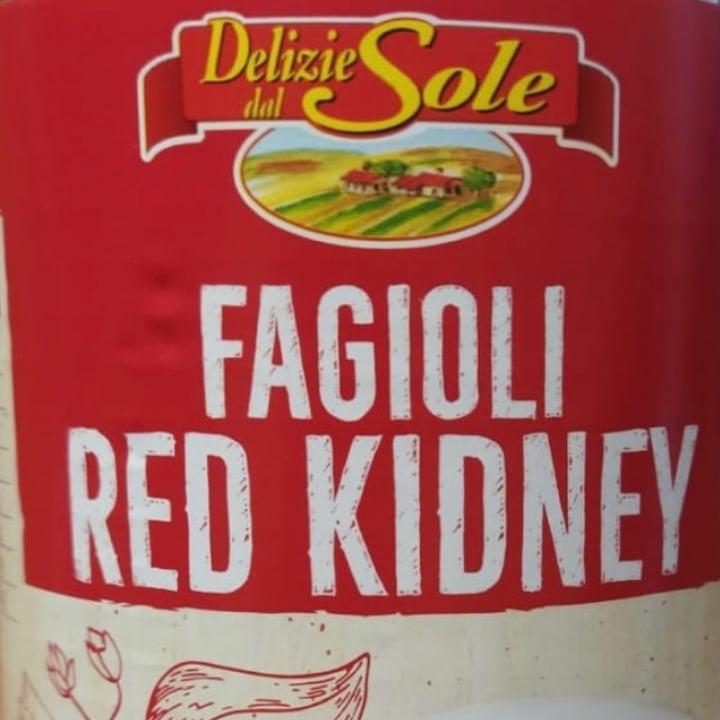 Delizie
dal Sole
FAGIOLI
RED KIDNEY